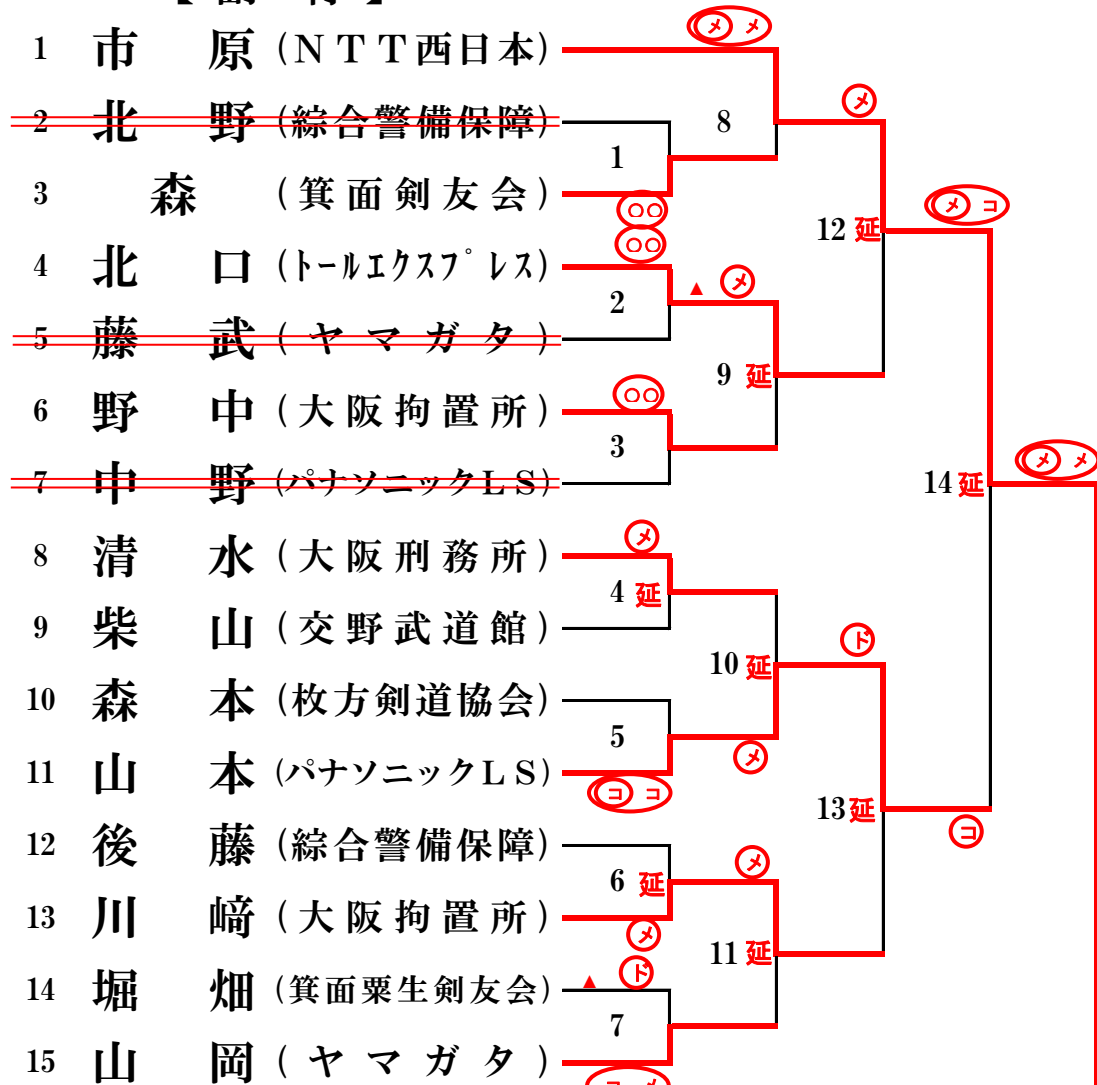 1 市原 (NTT西日本)
2 北野 (綜合警備保障)
3 森 (箕面剣友会)
4 北口 (トールエクスプレス)
5 藤武 (ヤマガタ)
6 野中 (大阪拘置所)
7 中野 (パナソニックLS)
8 清水 (大阪刑務所)
9 柴山 (交野武道館)
10 森本 (枚方剣道協会)
11 山本 (パナソニックLS)
12 後藤 (綜合警備保障)
13 川﨑 (大阪拘置所)
14 堀畑 (箕面粟生剣友会)
15 山岡 (ヤマガタ)
1
○○
○○
2
○○
3
メ
4 延
5
コ コ
6 延
メ
▲ ド
7
メ メ
8
▲ メ
9 延
10 延
メ
メ
11 延
メ
12 延
ド
13 延
メ コ
14 延
コ
メ メ